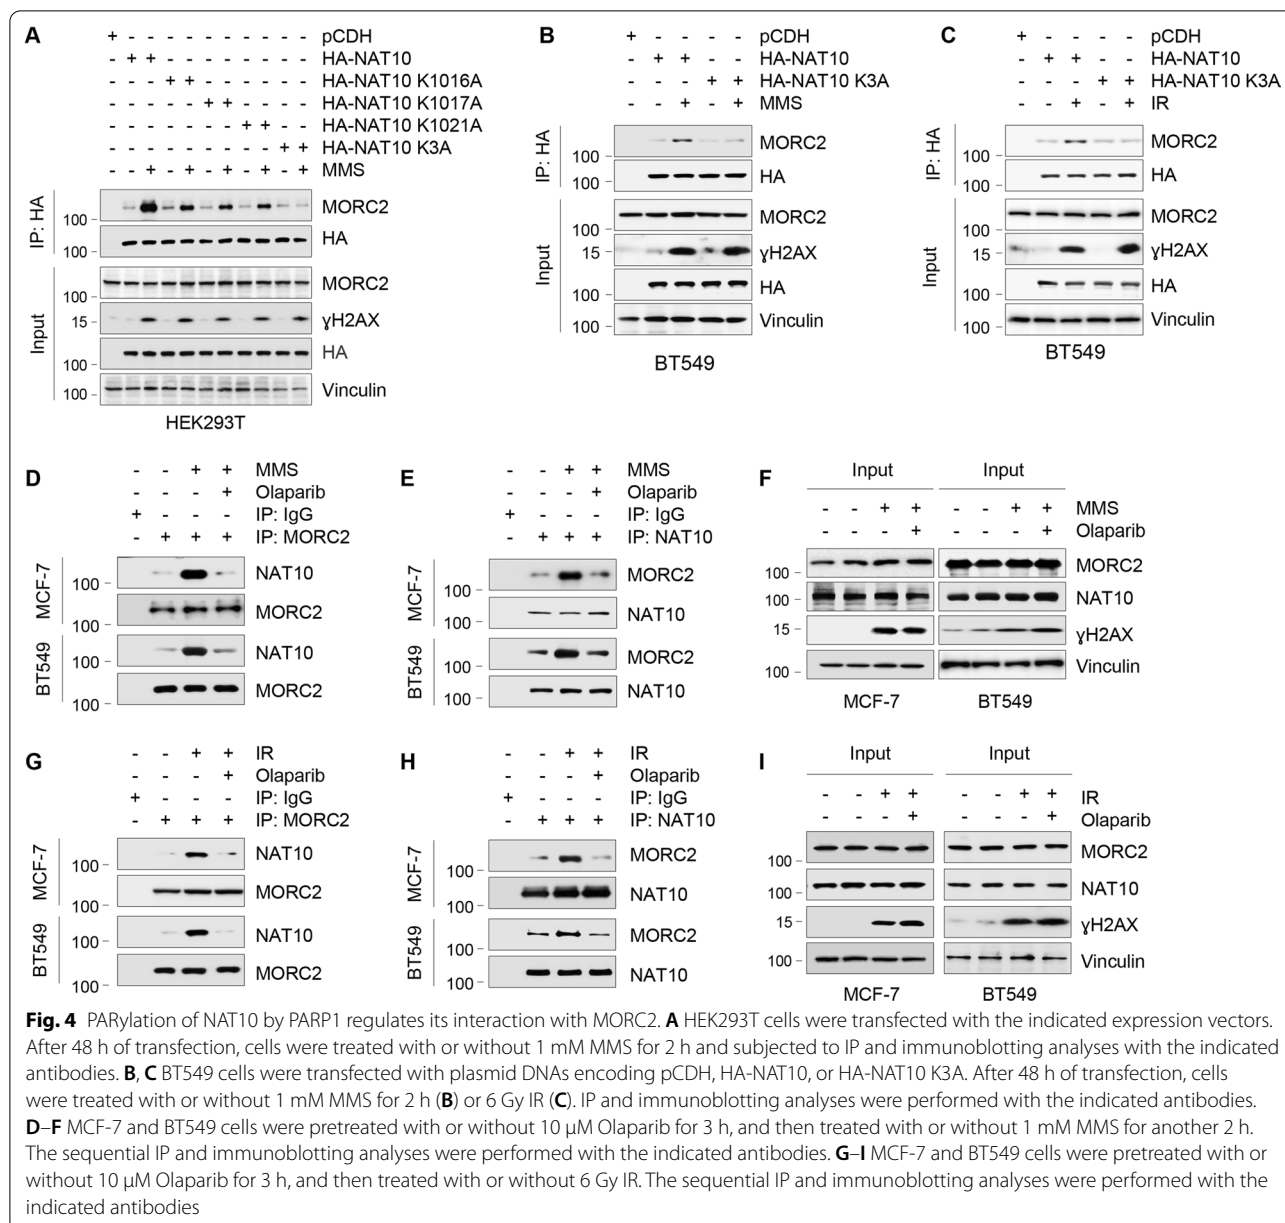 A
+ - - - - - - - - - - pCDH
- + + - - - - - - - - HA-NAT10
- - - + + - - - - - - HA-NAT10 K1016A
- - - - - + + - - - - HA-NAT10 K1017A
- - - - - - - + + - - HA-NAT10 K1021A
- - - - - - - - - + + HA-NAT10 K3A
- - + - + - + - + - + MMS
IP: HA
100 MORC2
100 HA
Input
100 MORC2
15 ɣH2AX
100 HA
100 Vinculin
HEK293T
B
+ - - - - pCDH
- + + - - HA-NAT10
- - - + + HA-NAT10 K3A
- - + - + MMS
IP: HA
100 MORC2
100 HA
Input
100 MORC2
15 ɣH2AX
100 HA
100 Vinculin
BT549
C
+ - - - - pCDH
- + + - - HA-NAT10
- - - + + HA-NAT10 K3A
- - + - + IR
IP: HA
100 MORC2
100 HA
Input
100 MORC2
15 ɣH2AX
100 HA
100 Vinculin
BT549
D
- - + + MMS
- - - + Olaparib
+ - - - IP: IgG
- + + + IP: MORC2
MCF-7
100 NAT10
100 MORC2
BT549
100 NAT10
100 MORC2
E
- - + + MMS
- - - + Olaparib
+ - - - IP: IgG
- + + + IP: NAT10
MCF-7
100 MORC2
100 NAT10
BT549
100 MORC2
100 NAT10
F
Input Input
- - + + - - + + MMS
- - - + - - - + Olaparib
100 MORC2
100 NAT10
15 ɣH2AX
100 Vinculin
MCF-7 BT549
G
- - + + IR
- - - + Olaparib
+ - - - IP: IgG
- + + + IP: MORC2
MCF-7
100 NAT10
100 MORC2
BT549
100 NAT10
100 MORC2
H
- - + + IR
- - - + Olaparib
+ - - - IP: IgG
- + + + IP: NAT10
MCF-7
100 MORC2
100 NAT10
BT549
100 MORC2
100 NAT10
I
Input Input
- - + + - - + + IR
- - - + - - - + Olaparib
100 MORC2
100 NAT10
15 ɣH2AX
100 Vinculin
MCF-7 BT549
Fig. 4 PARylation of NAT10 by PARP1 regulates its interaction with MORC2. A HEK293T cells were transfected with the indicated expression vectors.
After 48 h of transfection, cells were treated with or without 1 mM MMS for 2 h and subjected to IP and immunoblotting analyses with the indicated
antibodies. B, C BT549 cells were transfected with plasmid DNAs encoding pCDH, HA-NAT10, or HA-NAT10 K3A. After 48 h of transfection, cells
were treated with or without 1 mM MMS for 2 h (B) or 6 Gy IR (C). IP and immunoblotting analyses were performed with the indicated antibodies.
D–F MCF-7 and BT549 cells were pretreated with or without 10 µM Olaparib for 3 h, and then treated with or without 1 mM MMS for another 2 h.
The sequential IP and immunoblotting analyses were performed with the indicated antibodies. G–I MCF-7 and BT549 cells were pretreated with or
without 10 µM Olaparib for 3 h, and then treated with or without 6 Gy IR. The sequential IP and immunoblotting analyses were performed with the
indicated antibodies